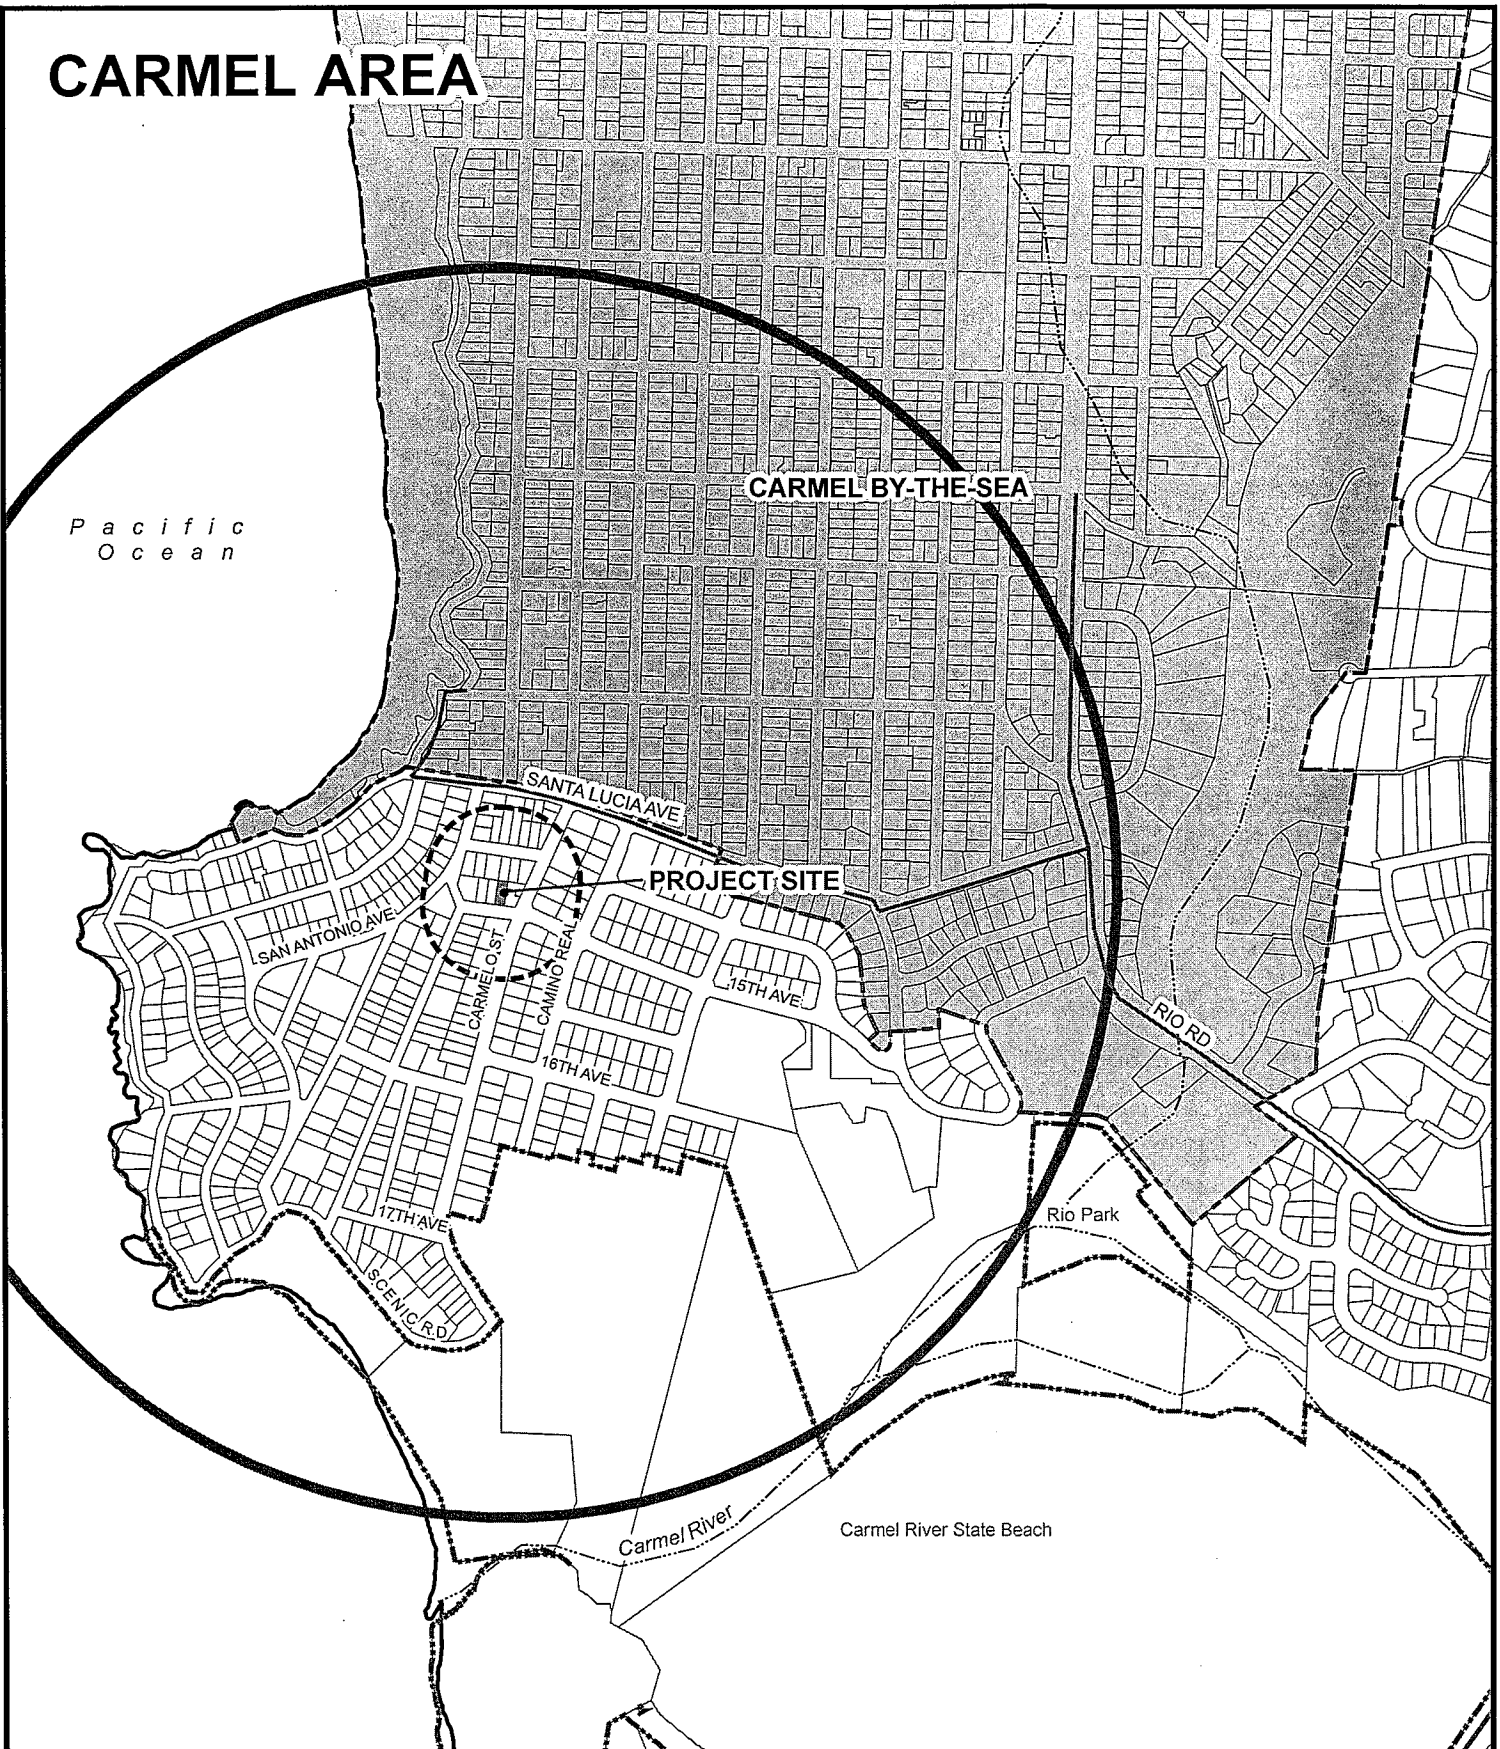 CARMEL AREA
CARMEL BY-THE-SEA
Pacific
Ocean
SANTA LUCIA AVE
PROJECT SITE
SAN ANTONIO AVE
CARMELO ST
CAMINO REAL
15TH AVE
RIO RD
16TH AVE
17TH AVE
Rio Park
SCENIC RD
Carmel River
Carmel River State Beach